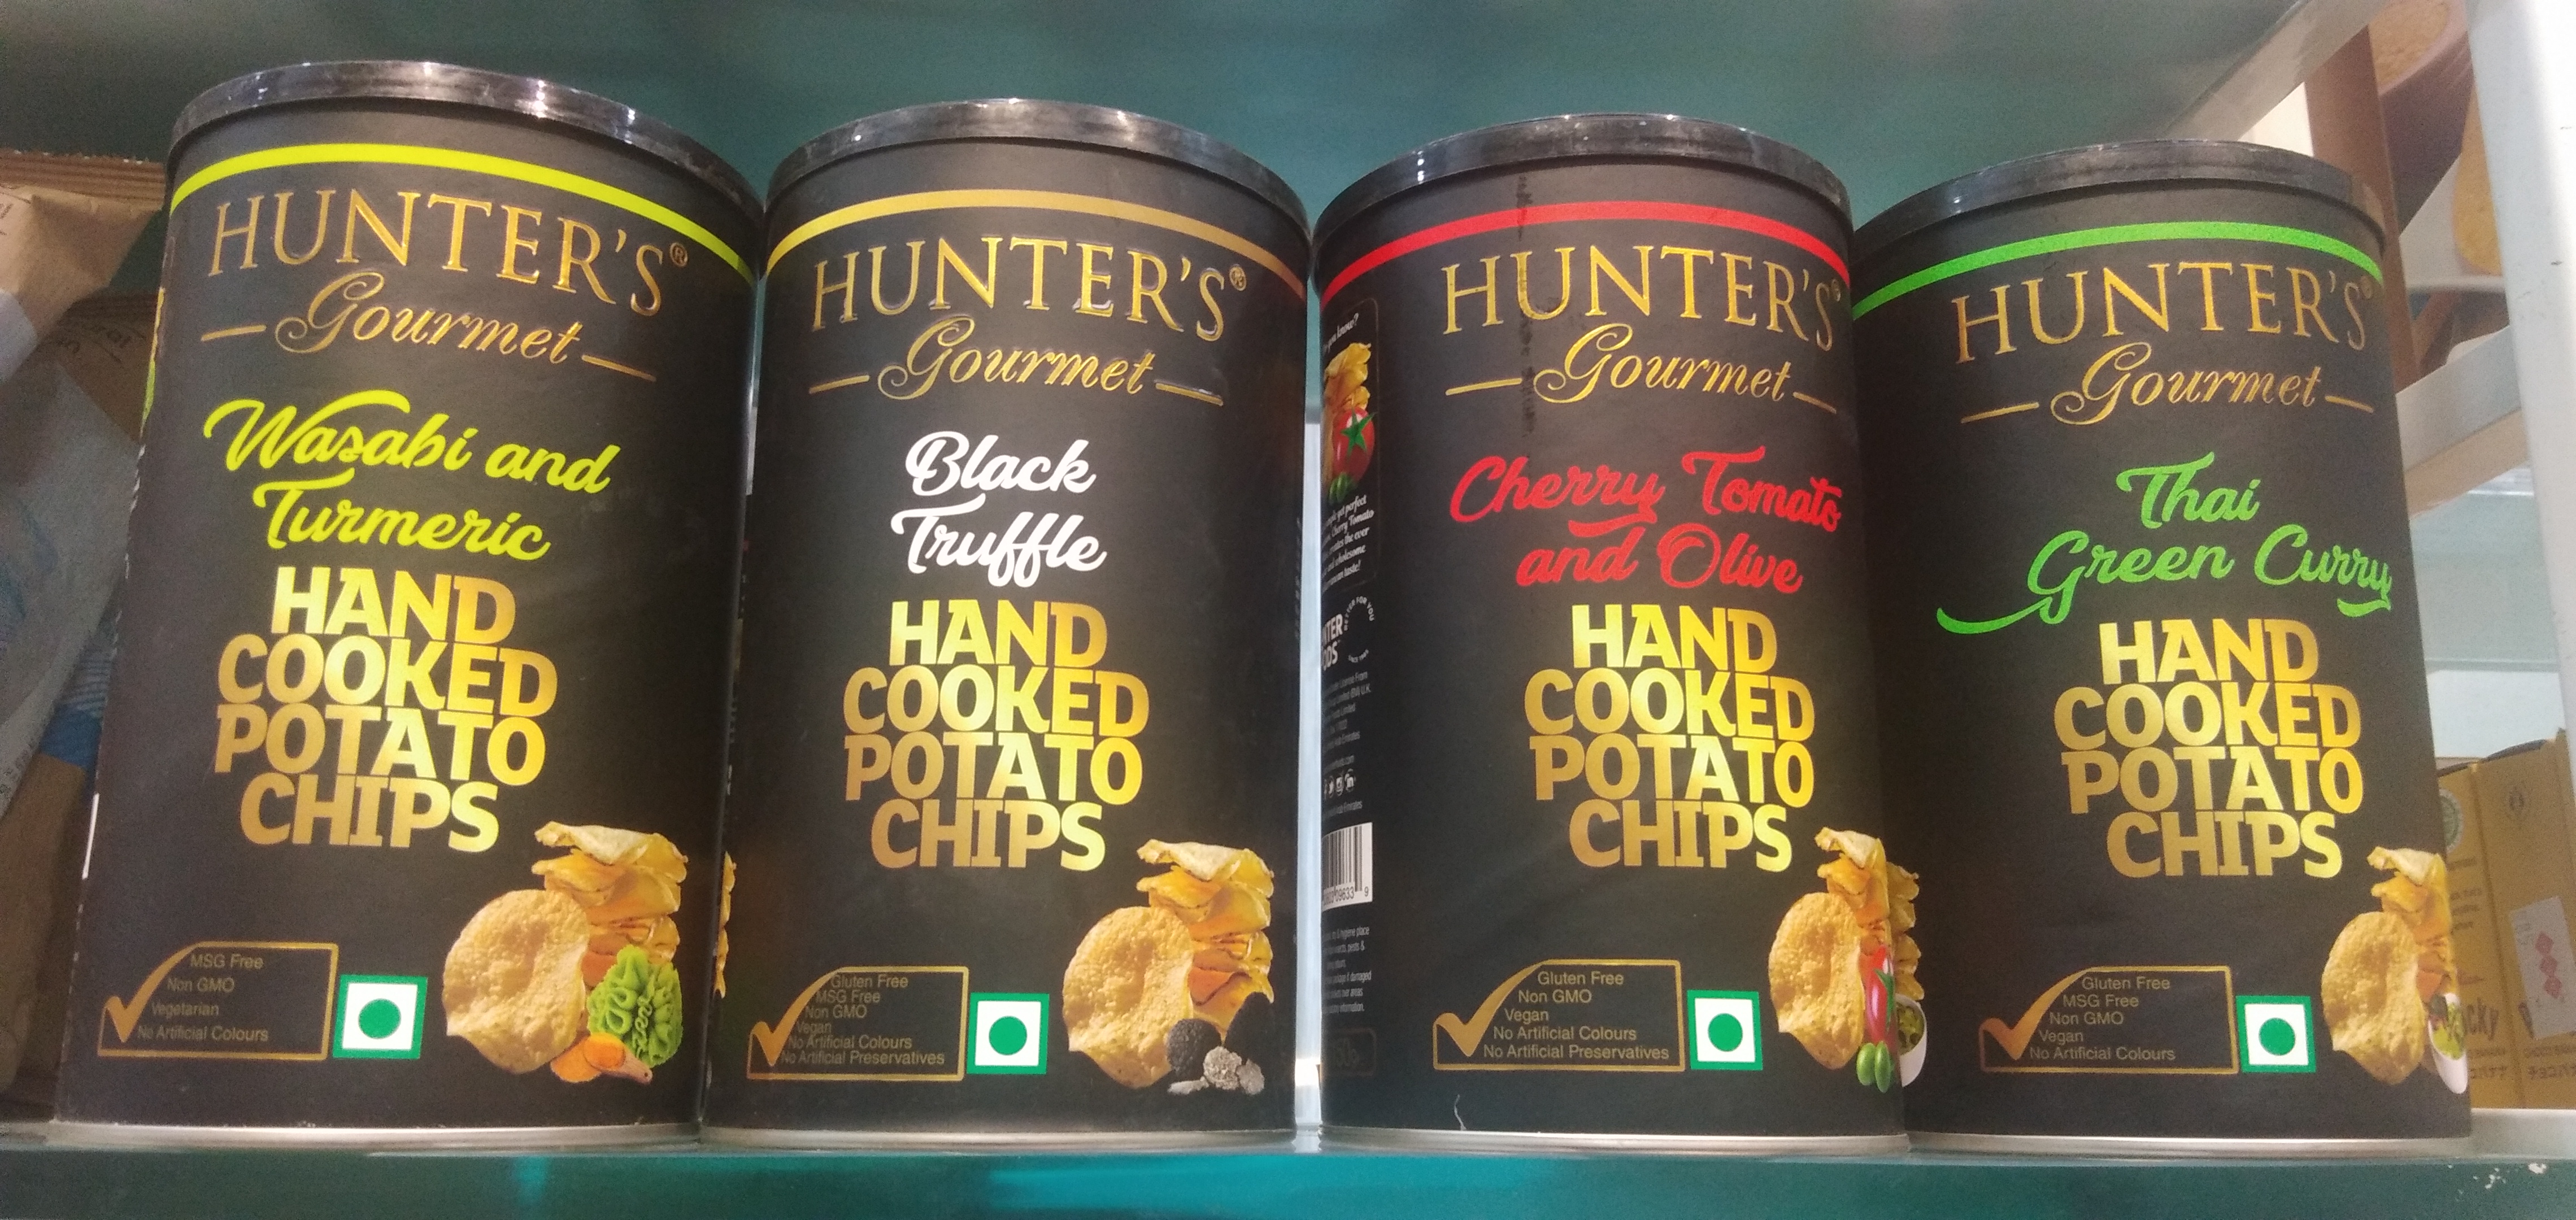 HUNTER'S®
Gourmet
Wasabi and
Turmeric
HAND
COOKED
POTATO
CHIPS
MSG Free
Non GMO
Vegetarian
No Artificial Colours
HUNTER'S®
Gourmet
Black
Truffle
HAND
COOKED
POTATO
CHIPS
Gluten Free
MSG Free
Non GMO
Vegan
No Artificial Colours
No Artificial Preservatives
HUNTER'S®
Gourmet
Cherry Tomato
and Olive
HAND
COOKED
POTATO
CHIPS
Gluten Free
Non GMO
Vegan
No Artificial Colours
No Artificial Preservatives
HUNTER'S®
Gourmet
Thai
Green Curry
HAND
COOKED
POTATO
CHIPS
Gluten Free
MSG Free
Non GMO
Vegan
No Artificial Colours